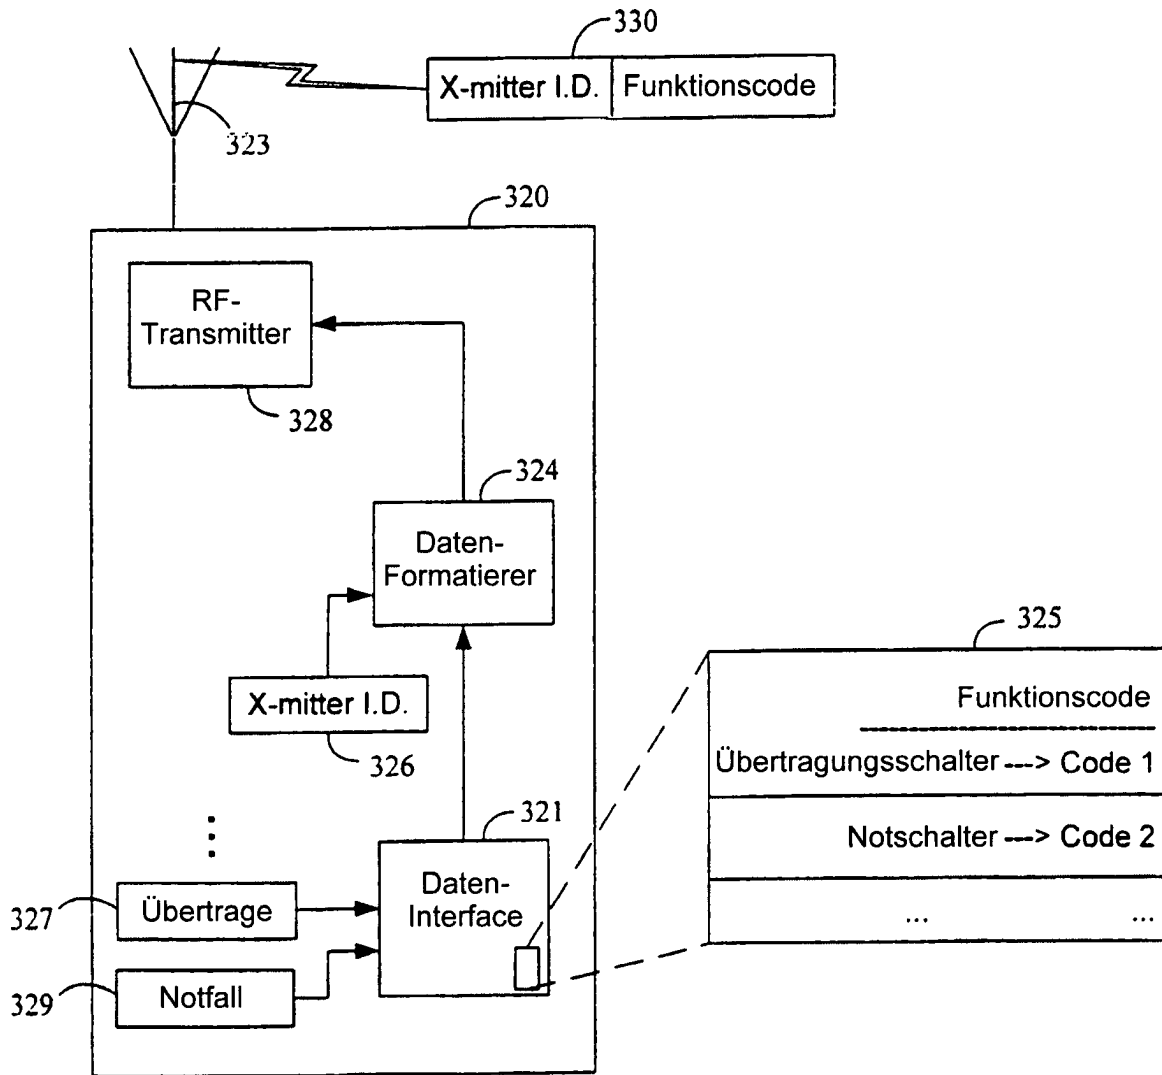 330
X-mitter I.D. Funktionscode
323
320
RF-
Transmitter
328
324
Daten-
Formatierer
X-mitter I.D.
326
325
Funktionscode
Übertragungsschalter ---> Code 1
Notschalter ---> Code 2
... ...
321
Daten-
Interface
327
Übertrage
329
Notfall